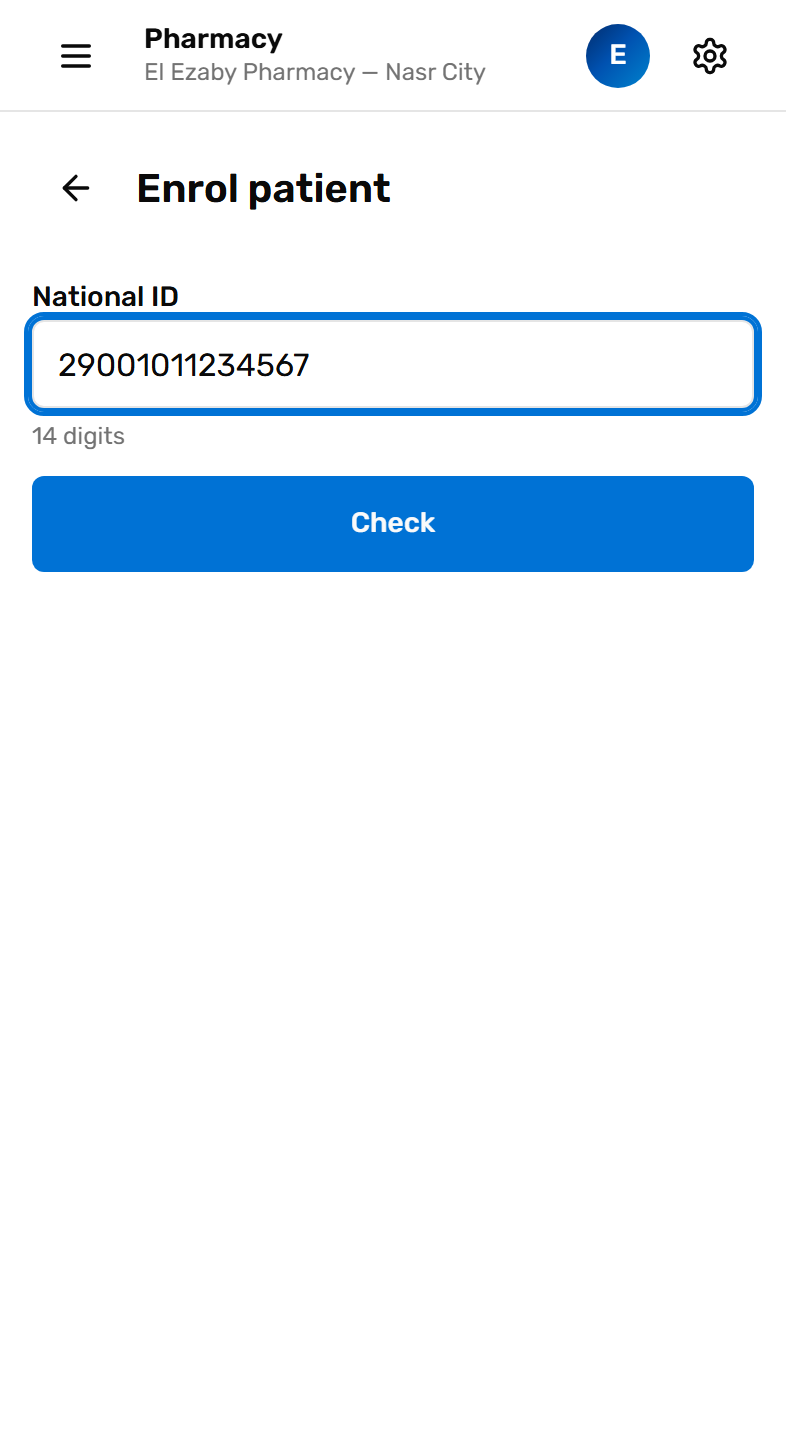 Pharmacy
El Ezaby Pharmacy — Nasr City
E
Enrol patient
National ID
29001011234567
14 digits
Check